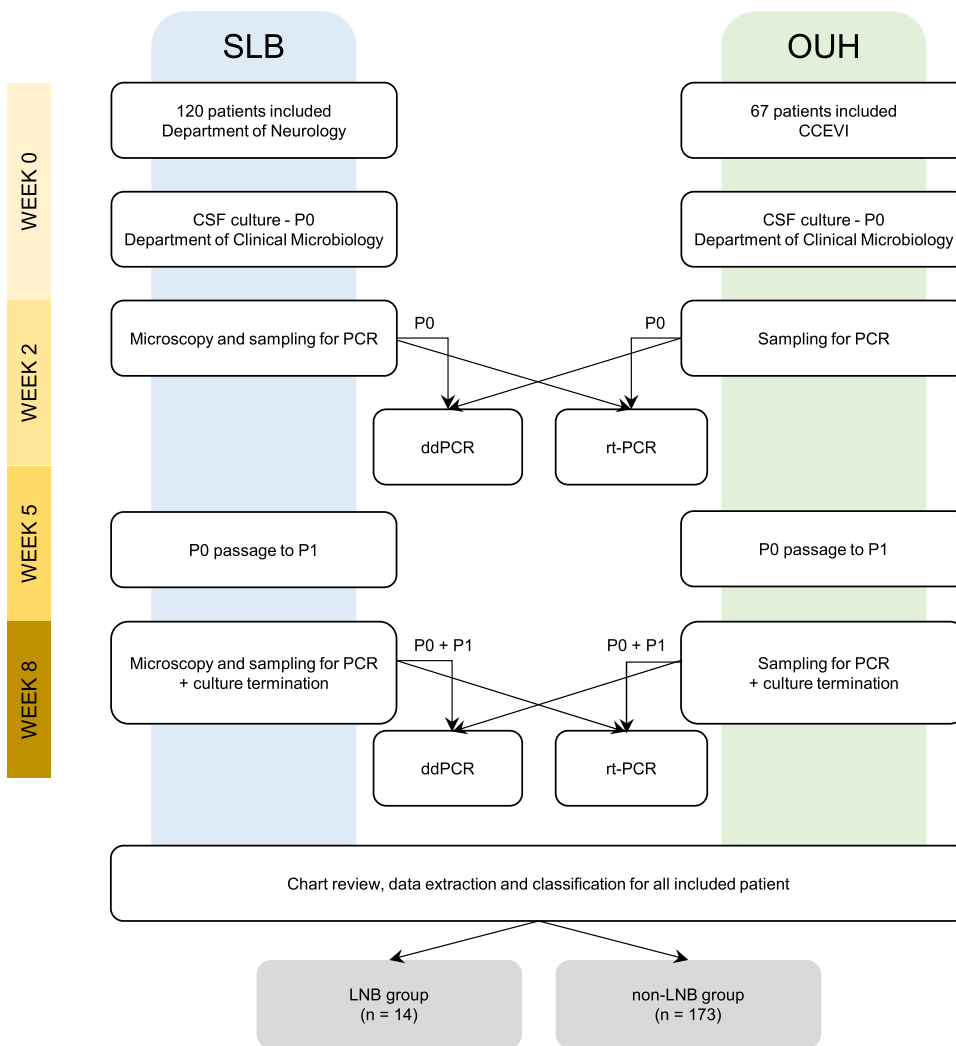 SLB
OUH
WEEK 0
120 patients included
Department of Neurology
67 patients included
CCEVI
CSF culture - P0
Department of Clinical Microbiology
CSF culture - P0
Department of Clinical Microbiology
WEEK 2
Microscopy and sampling for PCR
P0
P0
Sampling for PCR
ddPCR
rt-PCR
WEEK 5
P0 passage to P1
P0 passage to P1
WEEK 8
Microscopy and sampling for PCR
+ culture termination
P0 + P1
P0 + P1
Sampling for PCR
+ culture termination
ddPCR
rt-PCR
Chart review, data extraction and classification for all included patient
LNB group
(n = 14)
non-LNB group
(n = 173)